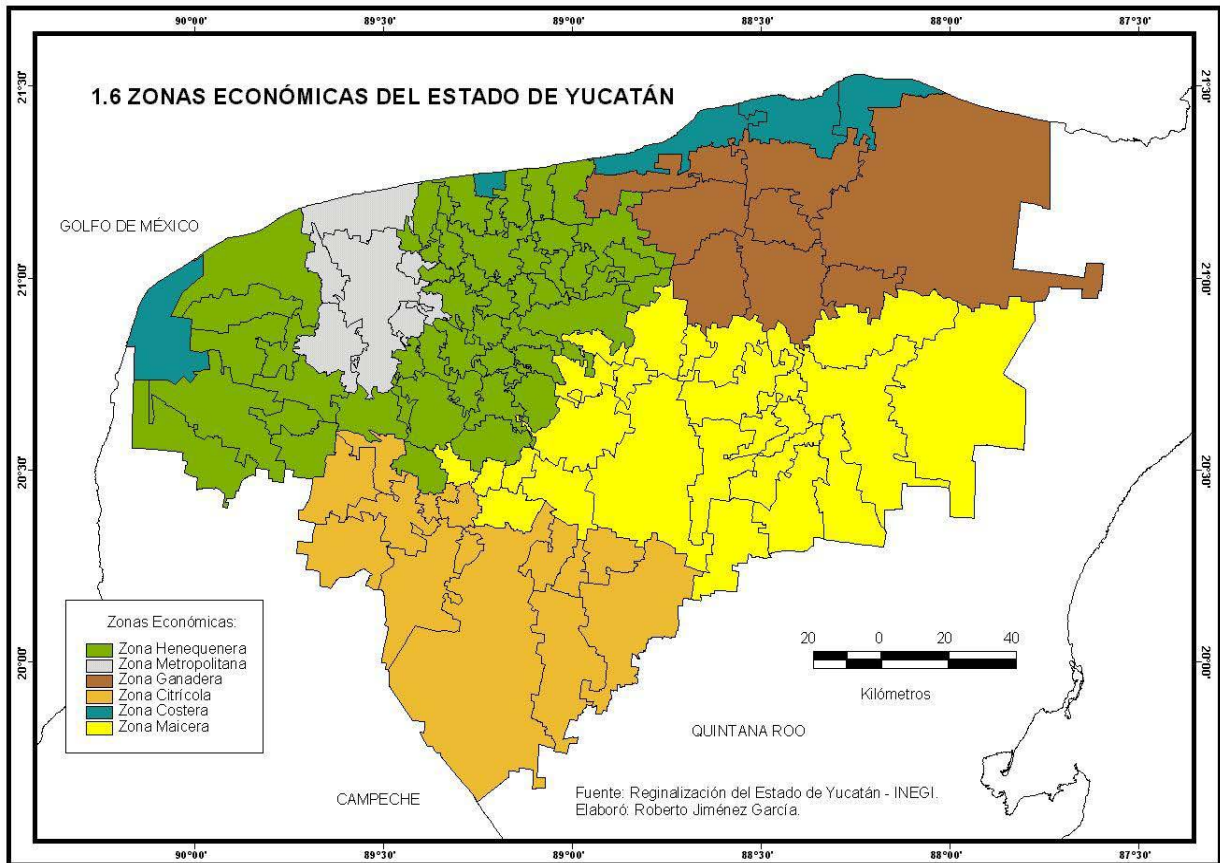 90°00' 89°30' 89°00' 88°30' 88°00' 87°30'
21°30' 21°30'
1.6 ZONAS ECONÓMICAS DEL ESTADO DE YUCATÁN
GOLFO DE MÉXICO
21°00' 21°00'
20°30' 20°30'
Zonas Económicas:
Zona Henequenera
Zona Metropolitana
Zona Ganadera
Zona Citrícola
Zona Costera
Zona Maicera
20 0 20 40
Kilómetros
20°00' 20°00'
QUINTANA ROO
CAMPECHE
Fuente: Reginalización del Estado de Yucatán - INEGI.
Elaboró: Roberto Jiménez García.
90°00' 89°30' 89°00' 88°30' 88°00' 87°30'